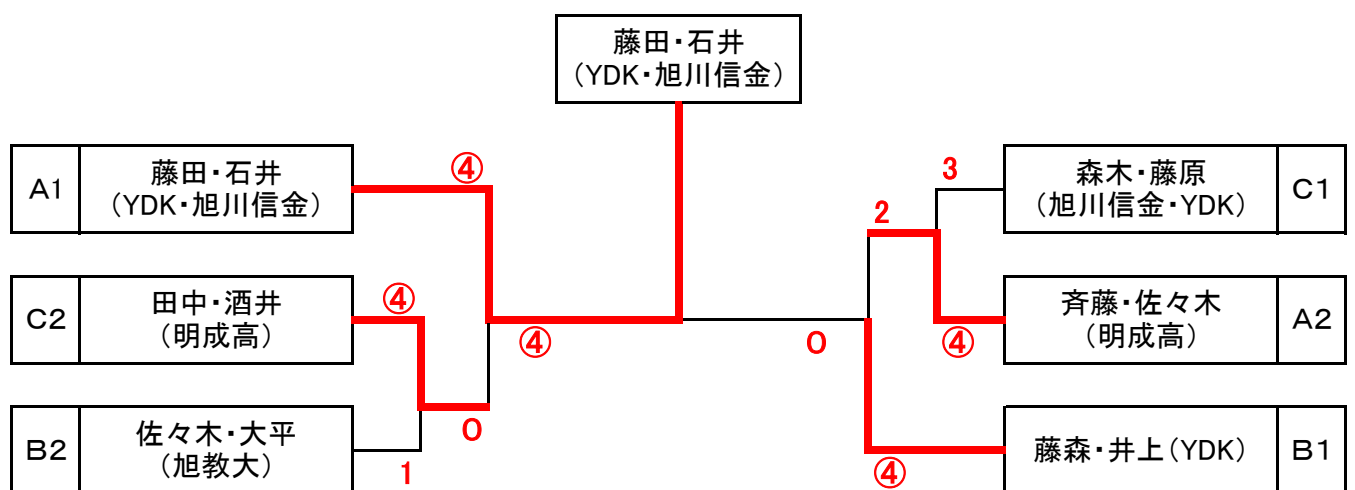 藤田・石井
(YDK・旭川信金)
A1
藤田・石井
(YDK・旭川信金)
④
3
森木・藤原
(旭川信金・YDK)
C1
2
C2
田中・酒井
(明成高)
④
④
0
④
斉藤・佐々木
(明成高)
A2
B2
佐々木・大平
(旭教大)
1
0
④
藤森・井上(YDK)
B1